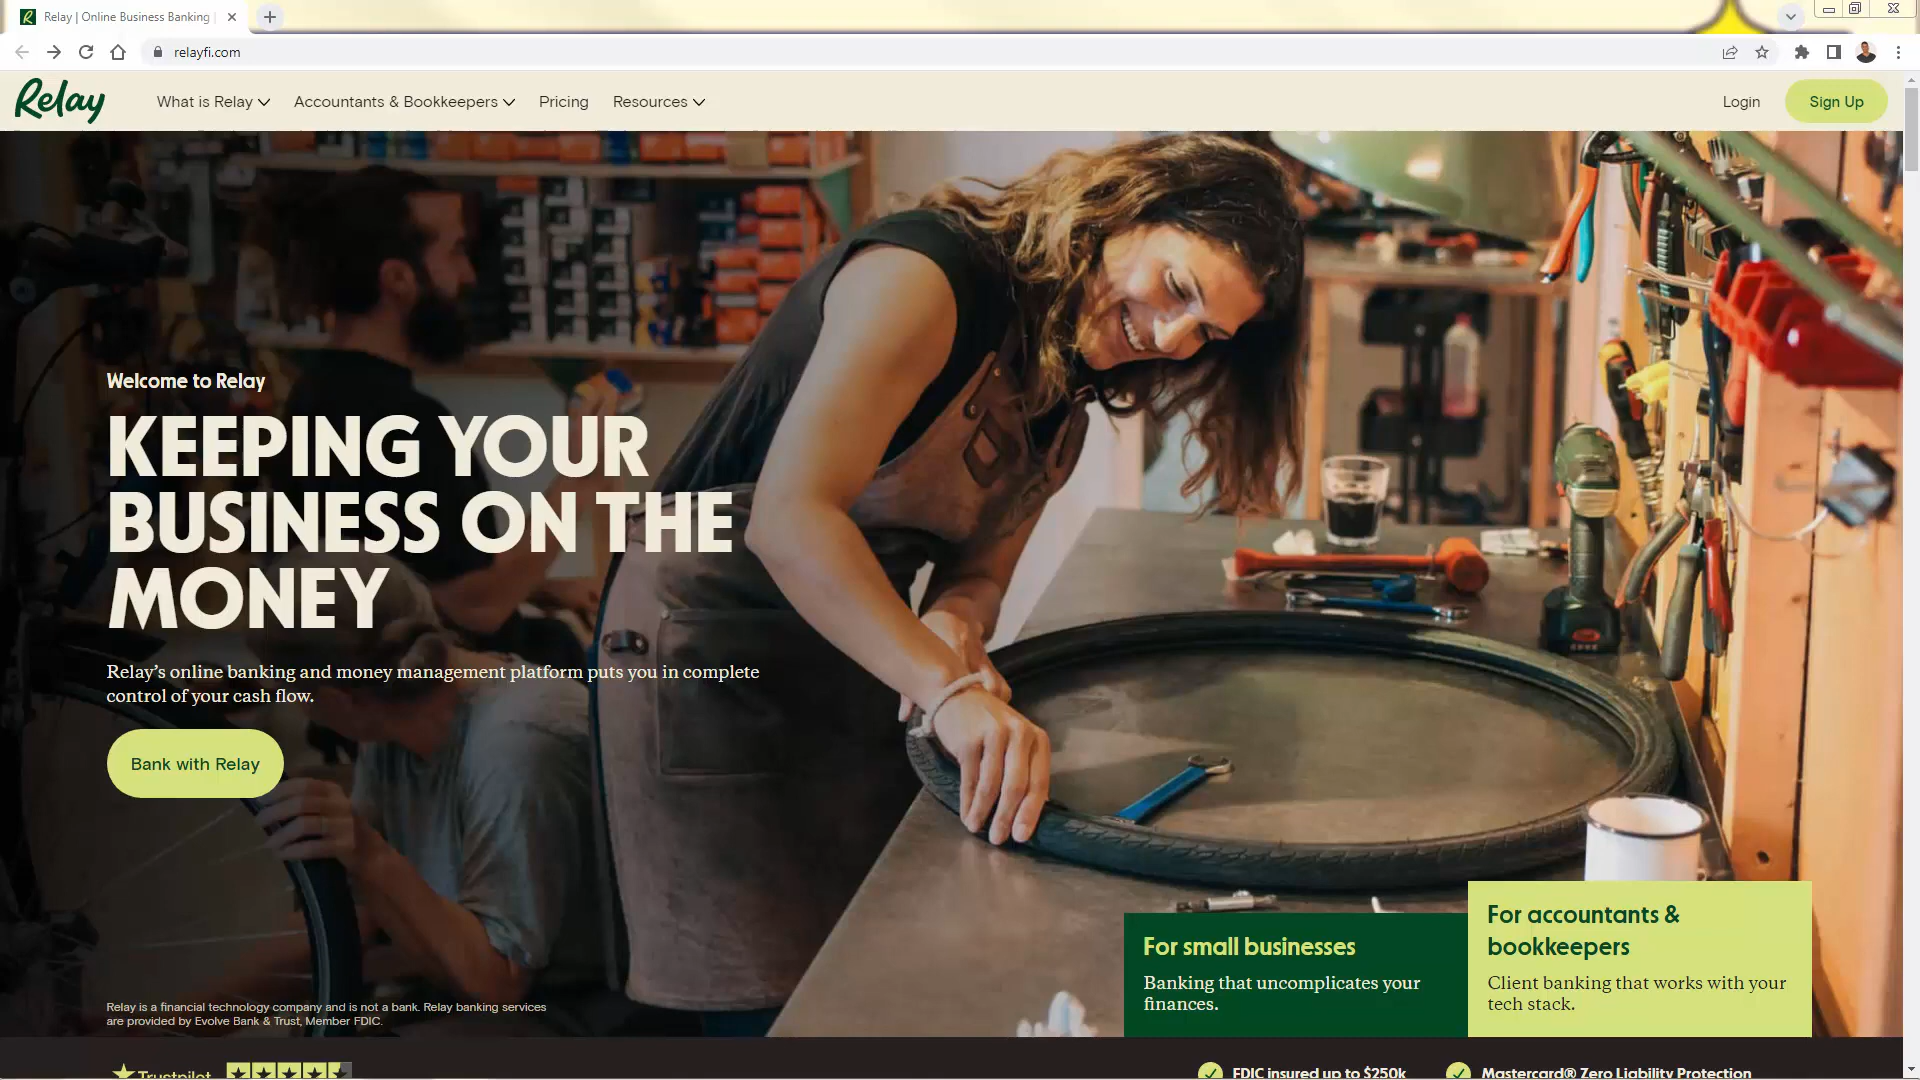 Relay | Online Business Banking |
relayfi.com
Relay
What is Relay
Accountants & Bookkeepers
Pricing
Resources
Login
Sign Up
Welcome to Relay
KEEPING YOUR
BUSINESS ON THE
MONEY
Relay’s online banking and money management platform puts you in complete
control of your cash flow.
Bank with Relay
For small businesses
Banking that uncomplicates your
finances.
For accountants &
bookkeepers
Client banking that works with your
tech stack.
Relay is a financial technology company and is not a bank. Relay banking services
are provided by Evolve Bank & Trust, Member FDIC.
Trustpilot
FDIC insured up to $250k
Mastercard® Zero Liability Protection